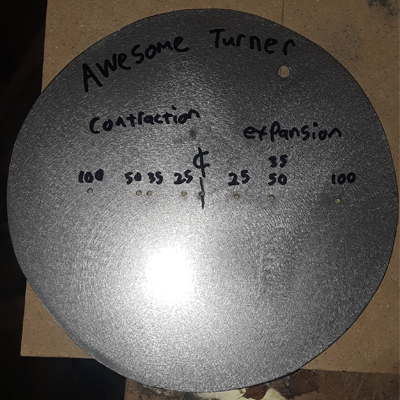 Awesome Turner
Contraction expansion
35
100 50 35 25 ¢ 25 50 100